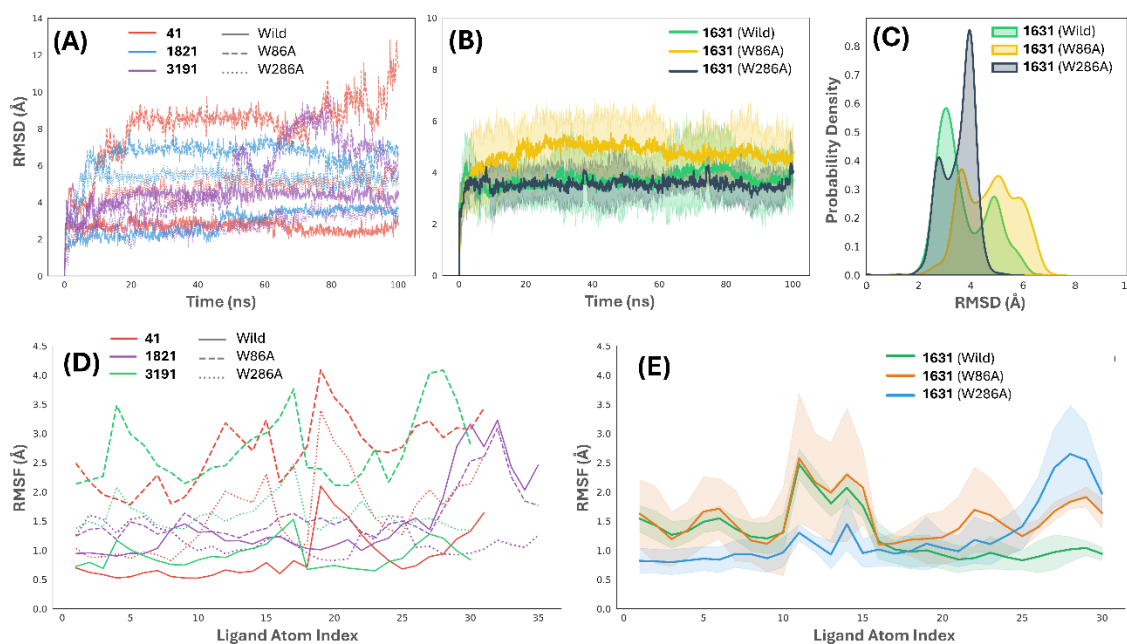 (A)
41
1821
3191
Wild
W86A
W286A
RMSD (Å)
14
12
10
8
6
4
2
0
0 20 40 60 80 100
Time (ns)
(B)
1631 (Wild)
1631 (W86A)
1631 (W286A)
10
8
6
4
2
0
0 20 40 60 80 100
Time (ns)
(C)
1631 (Wild)
1631 (W86A)
1631 (W286A)
Probability Density
0.8
0.7
0.6
0.5
0.4
0.3
0.2
0.1
0.0
0 2 4 6 8 1
RMSD (Å)
(D)
41
1821
3191
Wild
W86A
W286A
RMSF (Å)
4.5
4.0
3.5
3.0
2.5
2.0
1.5
1.0
0.5
0.0
0 5 10 15 20 25 30 35
Ligand Atom Index
(E)
1631 (Wild)
1631 (W86A)
1631 (W286A)
RMSF (Å)
4.5
4.0
3.5
3.0
2.5
2.0
1.5
1.0
0.5
0.0
0 5 10 15 20 25 30
Ligand Atom Index